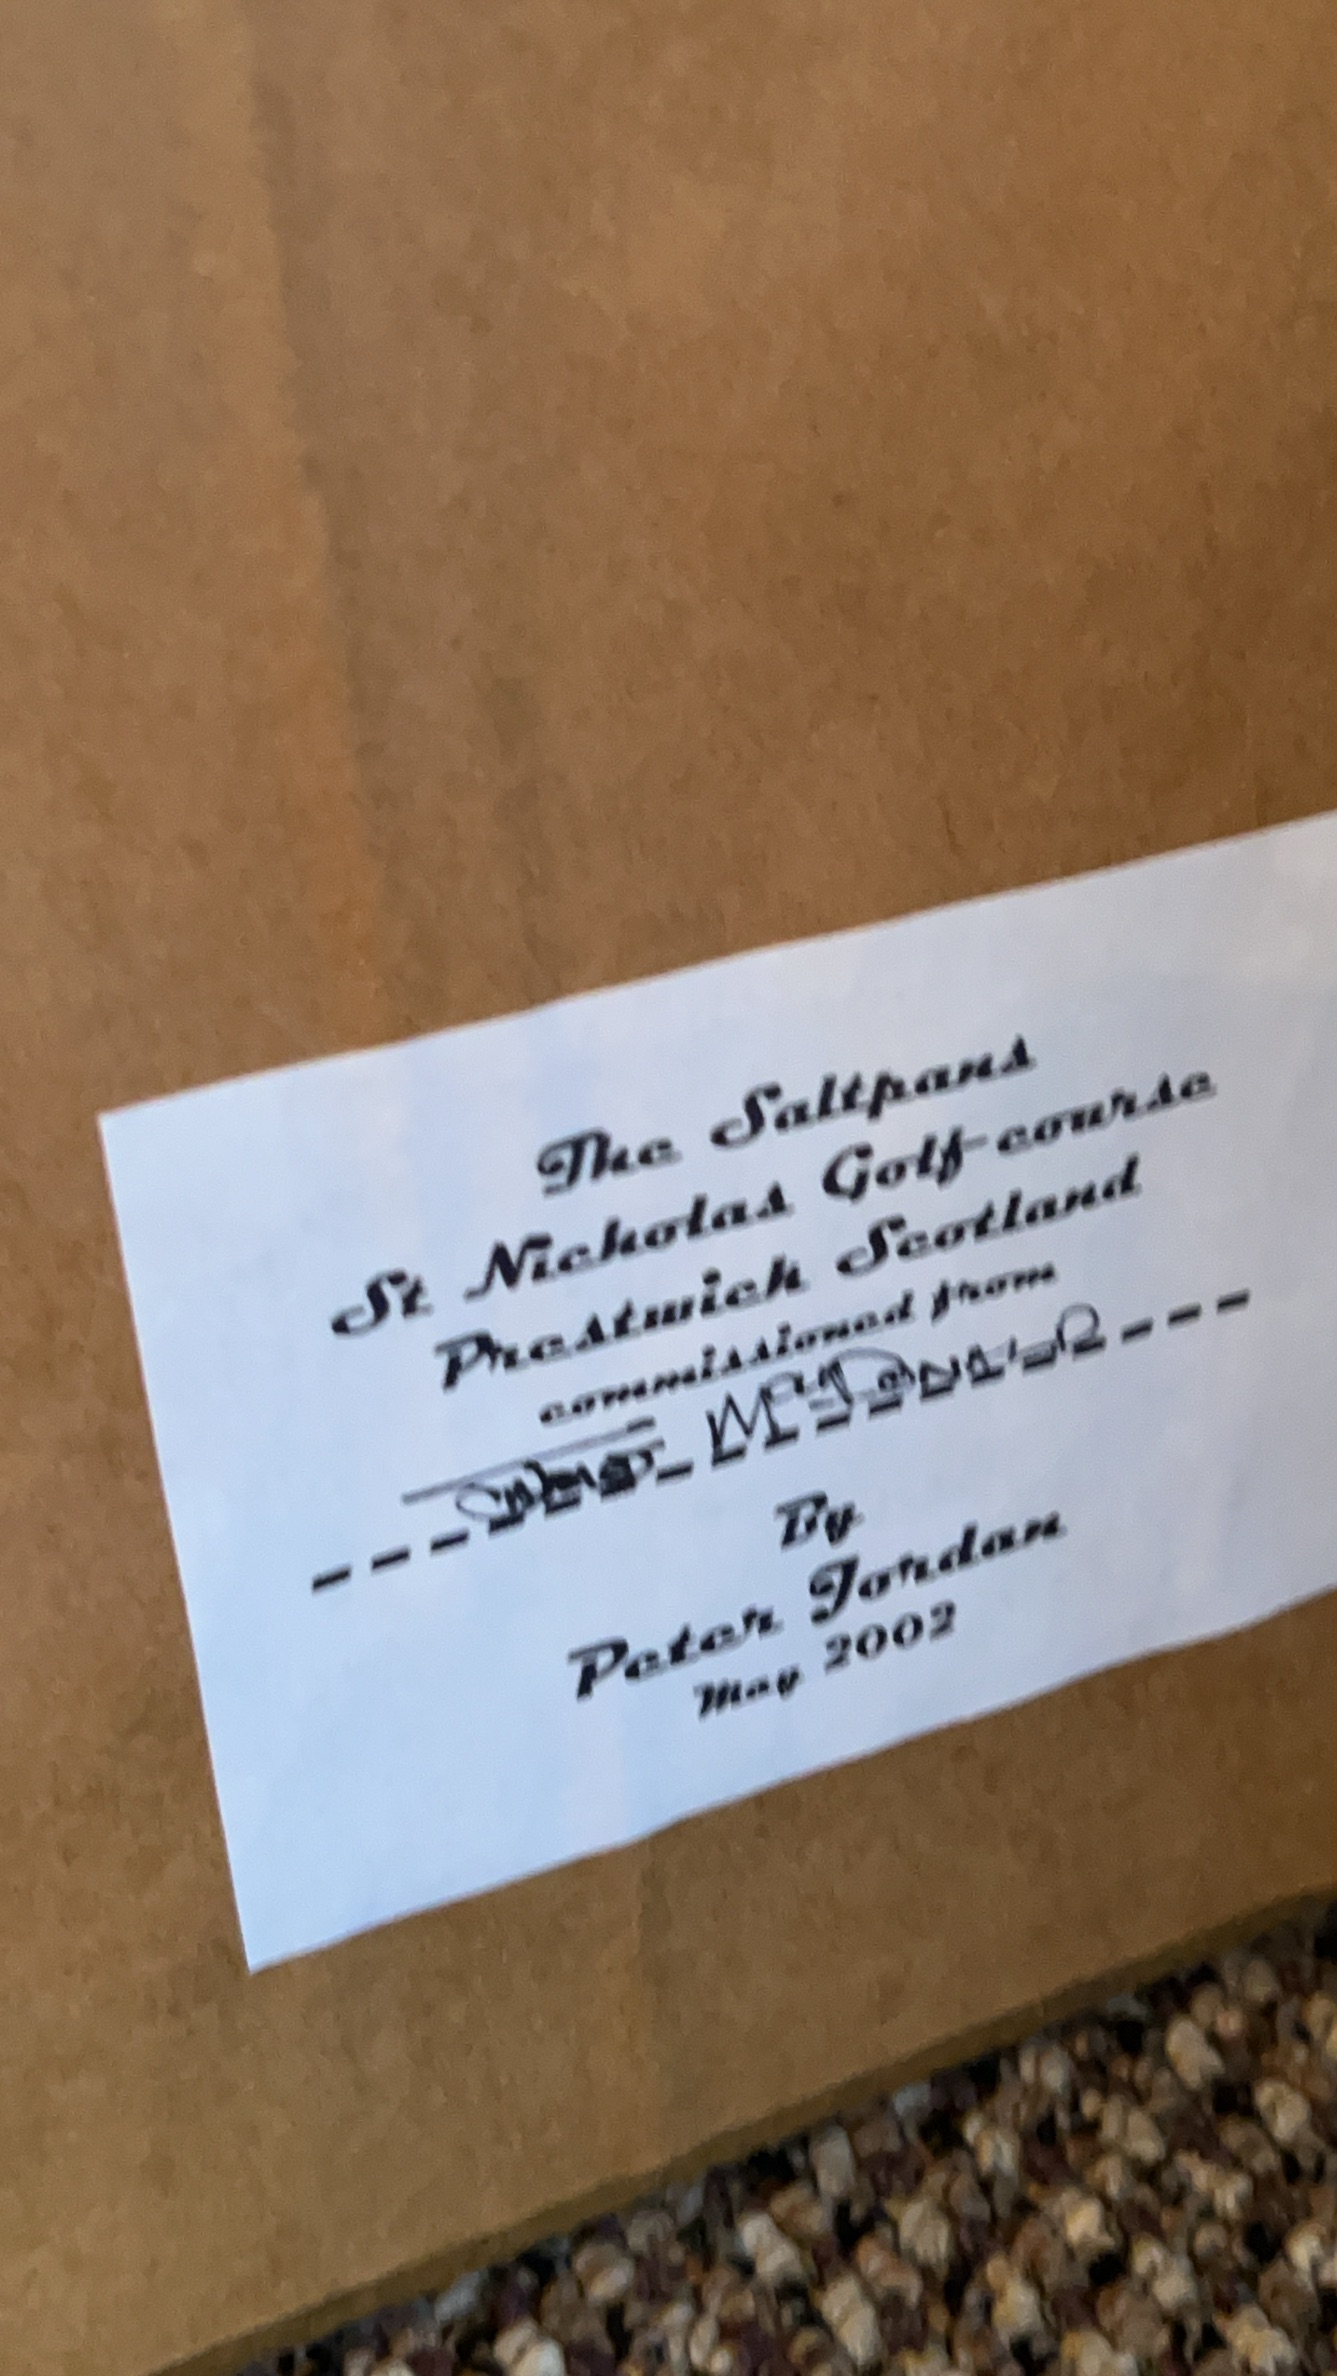 The Saltpans
St Nicholas Golf-course
Prestwick Scotland
commissioned from
By
Peter Jordan
May 2002